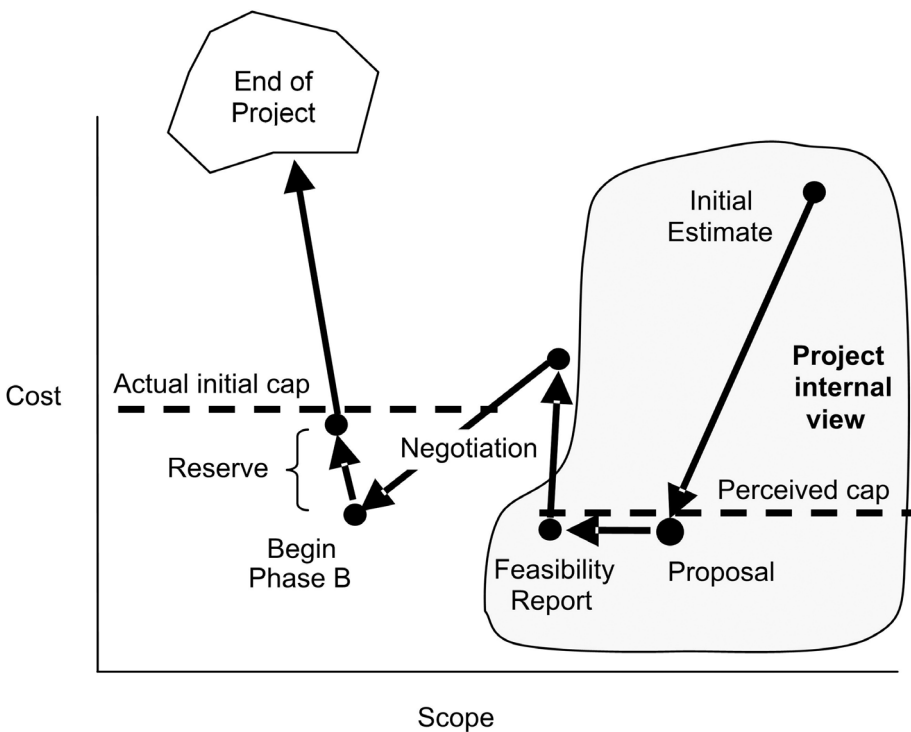 End of
Project
Initial
Estimate
Project
internal
view
Actual initial cap
Cost
Negotiation
Reserve
Perceived cap
Begin
Phase B
Feasibility
Report
Proposal
Scope